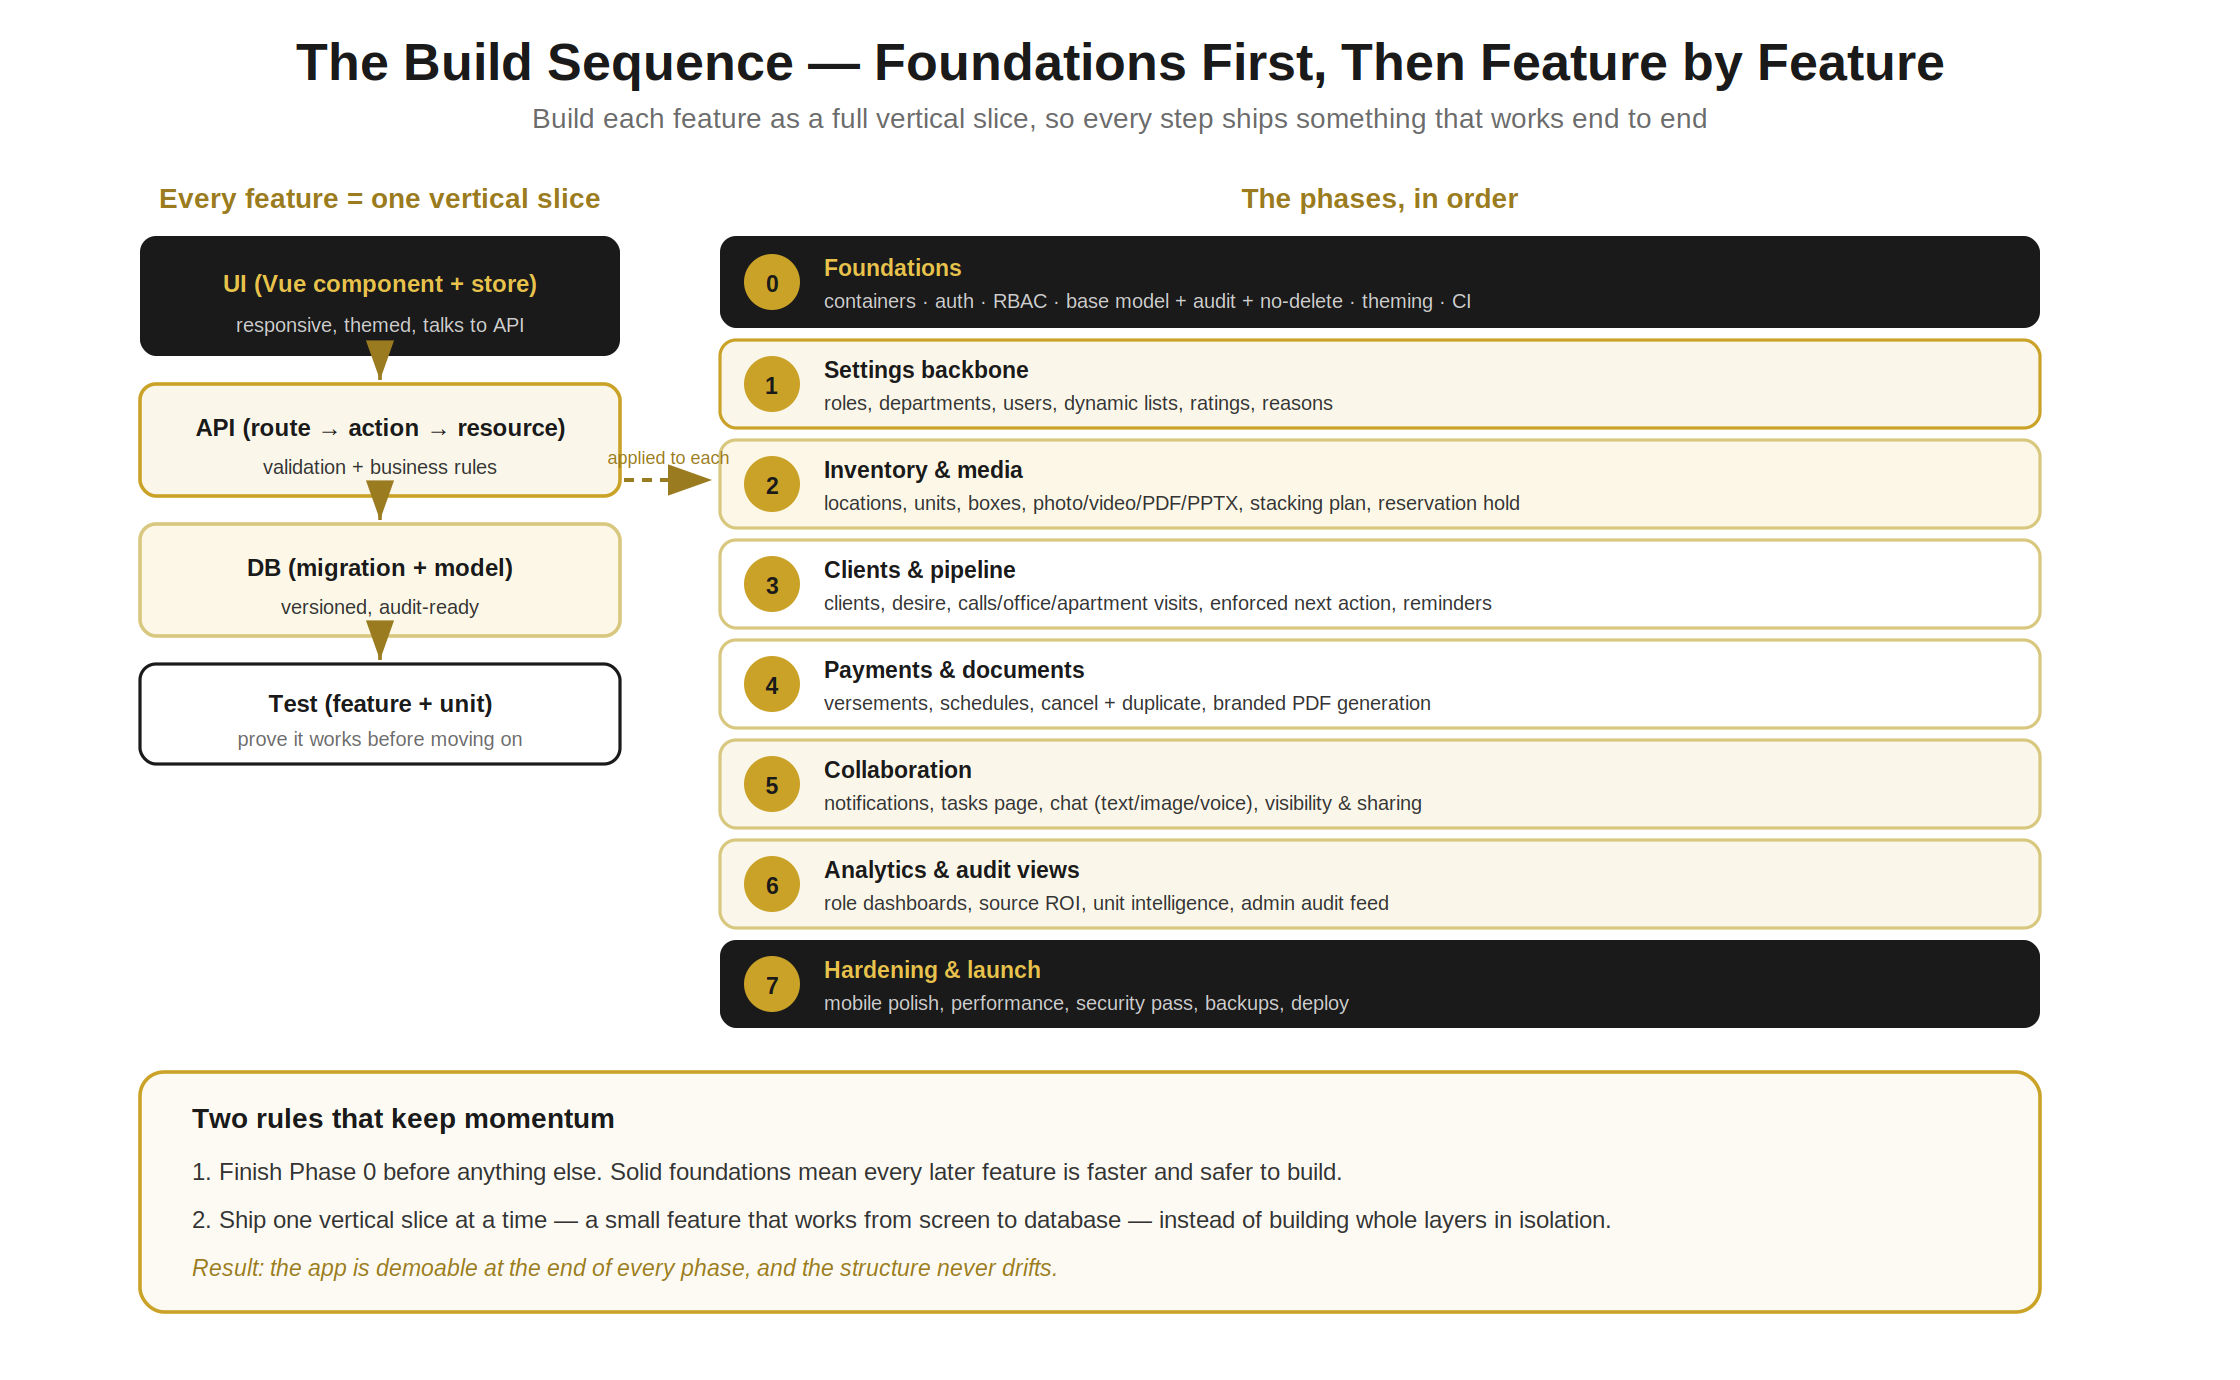 The Build Sequence — Foundations First, Then Feature by Feature
Build each feature as a full vertical slice, so every step ships something that works end to end
Every feature = one vertical slice
UI (Vue component + store)
responsive, themed, talks to API
API (route → action → resource)
validation + business rules
DB (migration + model)
versioned, audit-ready
Test (feature + unit)
prove it works before moving on
applied to each
The phases, in order
0
Foundations
containers · auth · RBAC · base model + audit + no-delete · theming · CI
1
Settings backbone
roles, departments, users, dynamic lists, ratings, reasons
2
Inventory & media
locations, units, boxes, photo/video/PDF/PPTX, stacking plan, reservation hold
3
Clients & pipeline
clients, desire, calls/office/apartment visits, enforced next action, reminders
4
Payments & documents
versements, schedules, cancel + duplicate, branded PDF generation
5
Collaboration
notifications, tasks page, chat (text/image/voice), visibility & sharing
6
Analytics & audit views
role dashboards, source ROI, unit intelligence, admin audit feed
7
Hardening & launch
mobile polish, performance, security pass, backups, deploy
Two rules that keep momentum
1. Finish Phase 0 before anything else. Solid foundations mean every later feature is faster and safer to build.
2. Ship one vertical slice at a time — a small feature that works from screen to database — instead of building whole layers in isolation.
Result: the app is demoable at the end of every phase, and the structure never drifts.